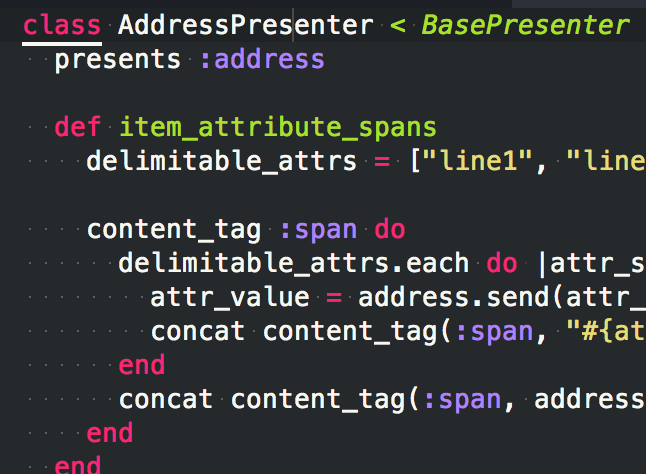 class AddressPresenter < BasePresenter
presents :address
def item_attribute_spans
delimitable_attrs = ["line1", "line
content_tag :span do
delimitable_attrs.each do |attr_s
attr_value = address.send(attr_
concat content_tag(:span, "#{at
end
concat content_tag(:span, address
end
end